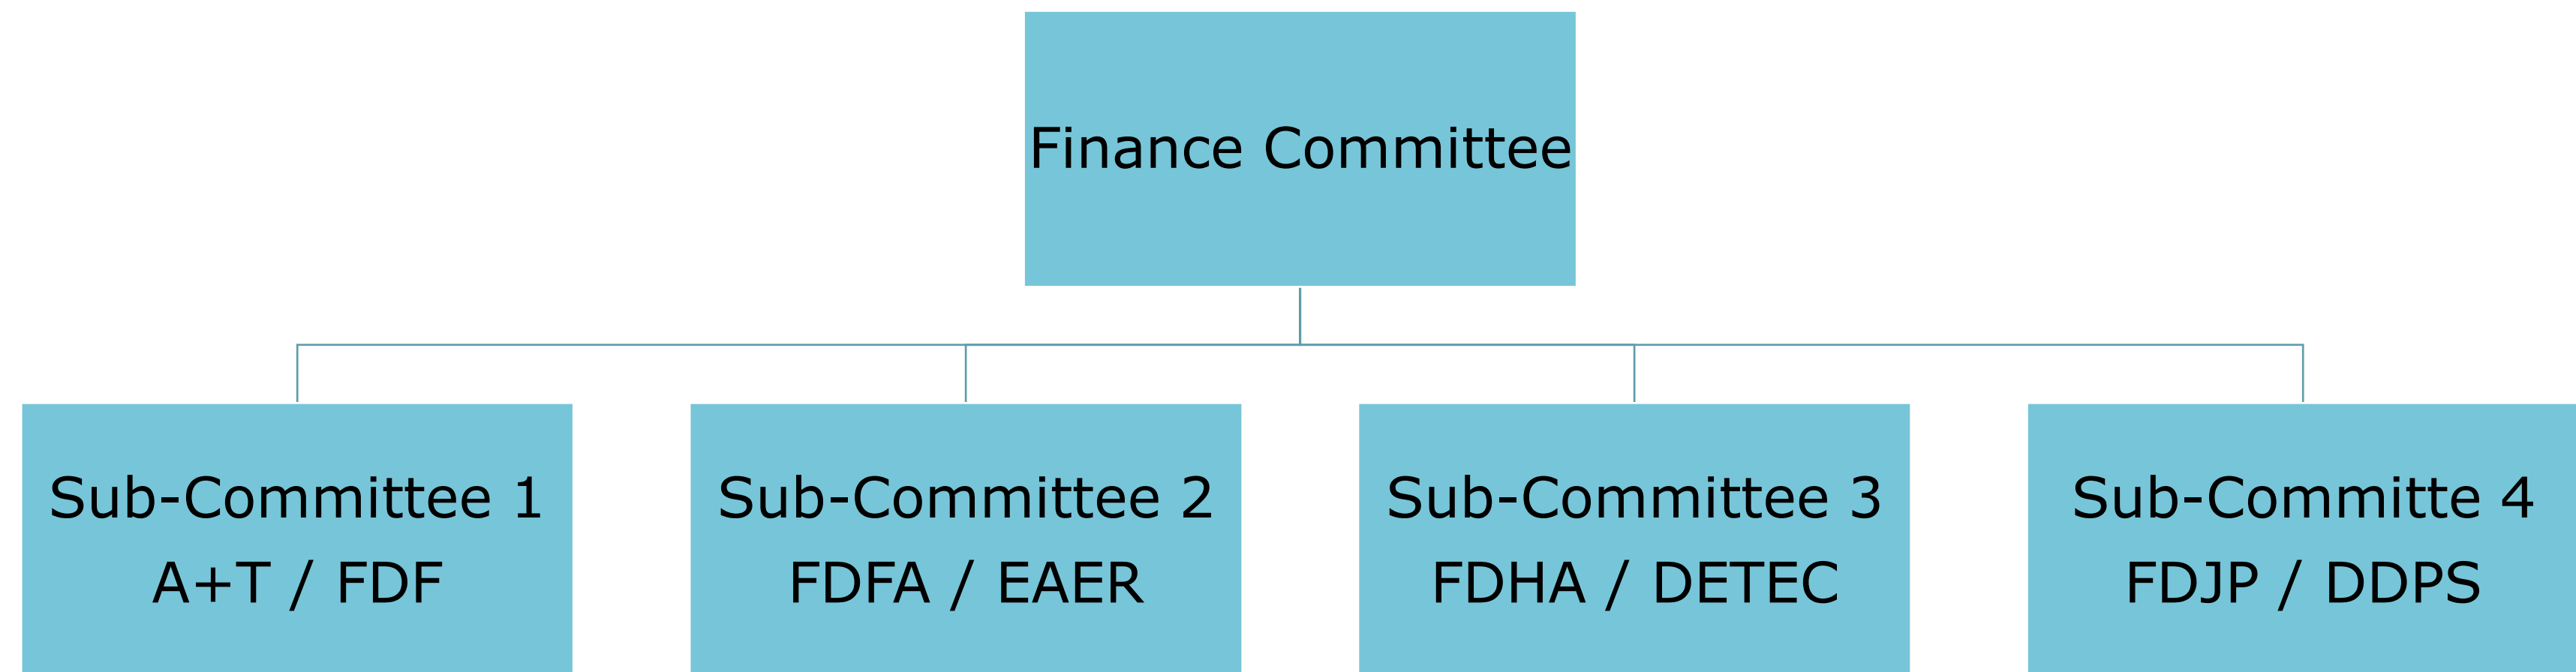 Finance Committee
Sub-Committee 1
A+T / FDF
Sub-Committee 2
FDFA / EAER
Sub-Committee 3
FDHA / DETEC
Sub-Committe 4
FDJP / DDPS